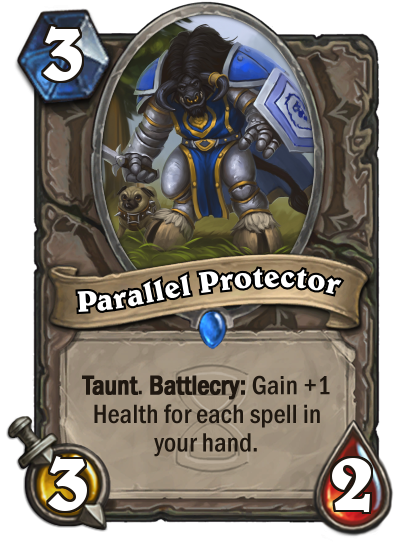 3
Parallel Protector
Taunt. Battlecry: Gain +1
Health for each spell in
your hand.
3
2